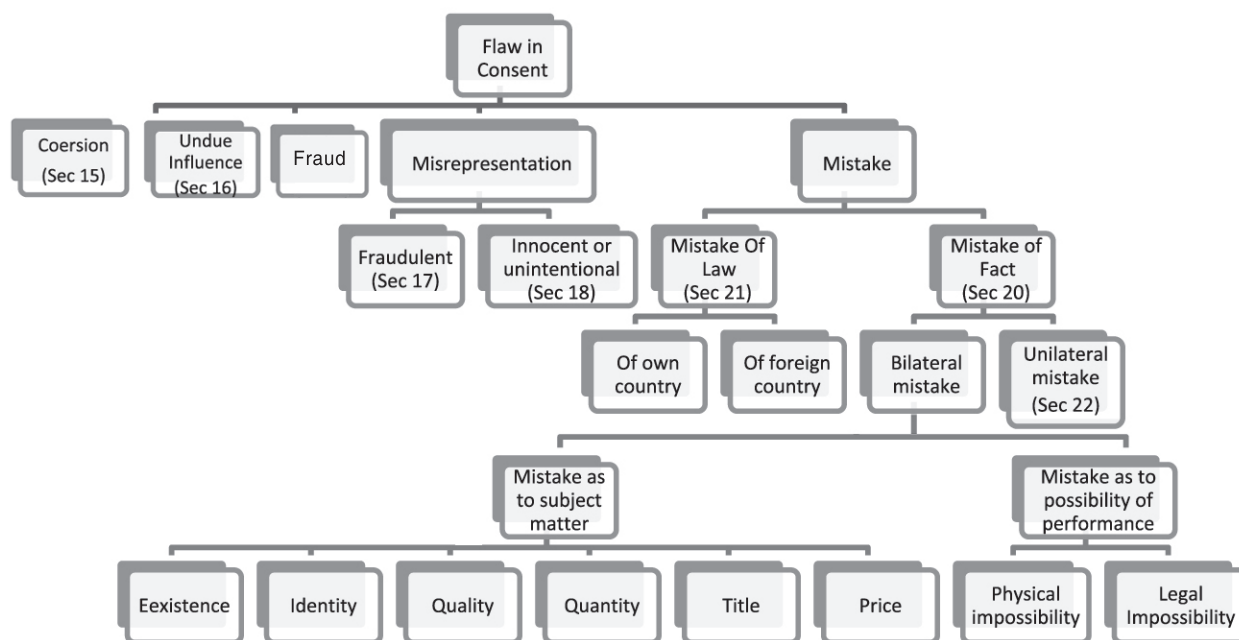 Flaw in
Consent
Coersion
(Sec 15)
Undue
Influence
(Sec 16)
Fraud
Misrepresentation
Mistake
Fraudulent
(Sec 17)
Innocent or
unintentional
(Sec 18)
Mistake Of
Law
(Sec 21)
Mistake of
Fact
(Sec 20)
Of own
country
Of foreign
country
Bilateral
mistake
Unilateral
mistake
(Sec 22)
Mistake as
to subject
matter
Mistake as to
possibility of
performance
Eexistence
Identity
Quality
Quantity
Title
Price
Physical
impossibility
Legal
Impossibility